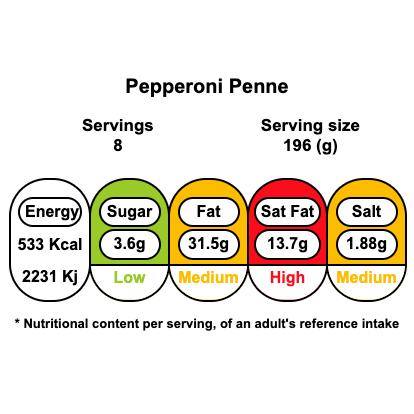 Pepperoni Penne
Servings
8
Serving size
196 (g)
Energy
533 Kcal
2231 Kj
Sugar
3.6g
Low
Fat
31.5g
Medium
Sat Fat
13.7g
High
Salt
1.88g
Medium
* Nutritional content per serving, of an adult's reference intake